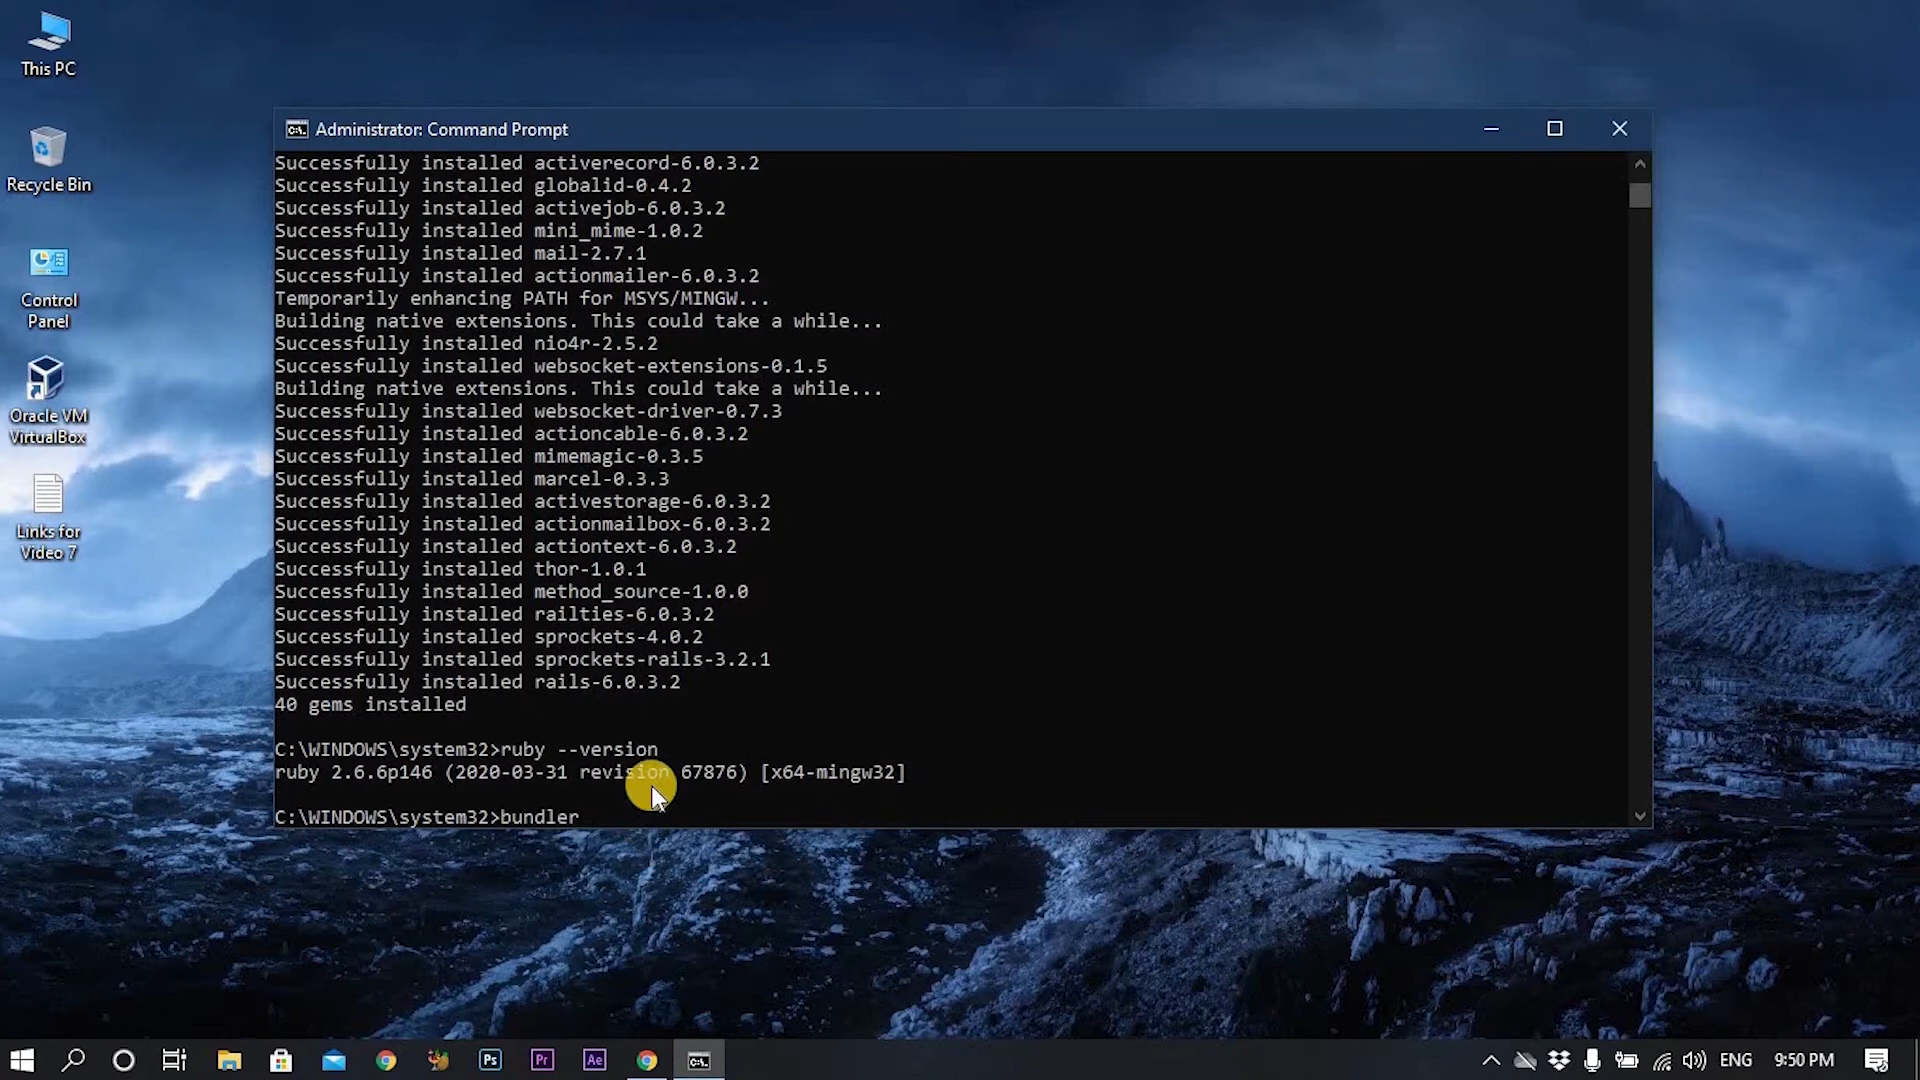 This PC
Recycle Bin
Control
Panel
Oracle VM
VirtualBox
Links for
Video 7
Administrator: Command Prompt
Successfully installed activerecord-6.0.3.2
Successfully installed globalid-0.4.2
Successfully installed activejob-6.0.3.2
Successfully installed mini_mime-1.0.2
Successfully installed mail-2.7.1
Successfully installed actionmailer-6.0.3.2
Temporarily enhancing PATH for MSYS/MINGW...
Building native extensions. This could take a while...
Successfully installed nio4r-2.5.2
Successfully installed websocket-extensions-0.1.5
Building native extensions. This could take a while...
Successfully installed websocket-driver-0.7.3
Successfully installed actioncable-6.0.3.2
Successfully installed mimemagic-0.3.5
Successfully installed marcel-0.3.3
Successfully installed activestorage-6.0.3.2
Successfully installed actionmailbox-6.0.3.2
Successfully installed actiontext-6.0.3.2
Successfully installed thor-1.0.1
Successfully installed method_source-1.0.0
Successfully installed railties-6.0.3.2
Successfully installed sprockets-4.0.2
Successfully installed sprockets-rails-3.2.1
Successfully installed rails-6.0.3.2
40 gems installed
C:\WINDOWS\system32>ruby --version
ruby 2.6.6p146 (2020-03-31 revision 67876) [x64-mingw32]
C:\WINDOWS\system32>bundler
Ps
Pr
Ae
C:\.
ENG
9:50 PM